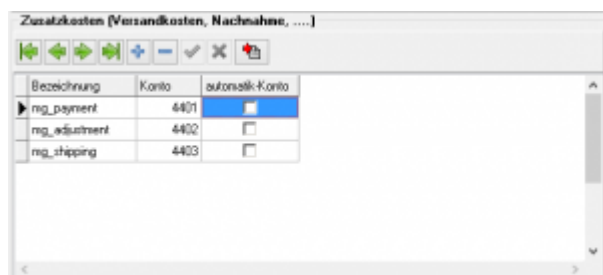 Zusatzkosten (Versandkosten, Nachnahme, ....)
Bezeichnung Konto automatik-Konto
mg_payment 4401
mg_adjustment 4402
mg_shipping 4403